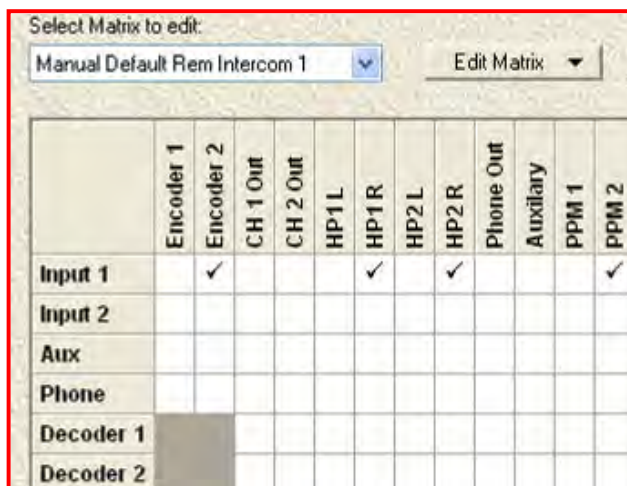 Select Matrix to edit:
Manual Default Rem Intercom 1 Edit Matrix
Encoder 1 Encoder 2 CH 1 Out CH 2 Out HP1 L HP1 R HP2 L HP2 R Phone Out Auxilary PPM 1 PPM 2
Input 1 ✓ ✓ ✓ ✓
Input 2
Aux
Phone
Decoder 1
Decoder 2